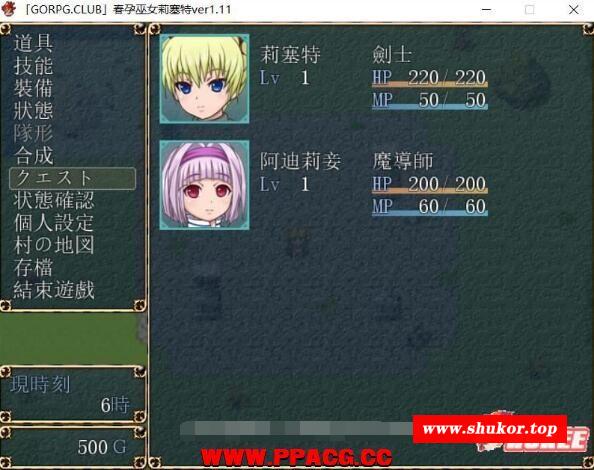 「GORPG.CLUB」春孕巫女莉塞特ver1.11
道具
技能
裝備
狀態
隊形
合成
クエスト
状態確認
個人設定
村の地図
存檔
結束遊戲
莉塞特 劍士
Lv 1 HP 220/220
MP 50/50
阿迪莉妾 魔導師
Lv 1 HP 200/200
MP 60/60
現時刻
6時
500G
www.shukor.top
WWW.PPACG.CC